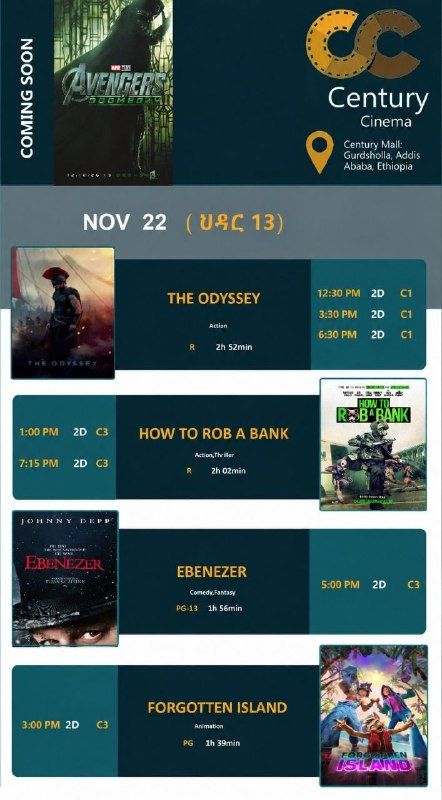 COMING SOON
AVENGERS
DOOMSDAY
Century
Cinema
Century Mall:
Gurdsholla, Addis
Ababa, Ethiopia
NOV 22 ( ህዳር 13)
THE ODYSSEY
THE ODYSSEY
Action
R 2h 52min
12:30 PM 2D C1
3:30 PM 2D C1
6:30 PM 2D C1
1:00 PM 2D C3
7:15 PM 2D C3
HOW TO ROB A BANK
Action,Thriller
R 2h 02min
HOW TO
ROB A BANK
JOHNNY DEPP
EBENEZER
EBENEZER
Comedy,Fantasy
PG-13 1h 56min
5:00 PM 2D C3
3:00 PM 2D C3
FORGOTTEN ISLAND
Animation
PG 1h 39min
FORGOTTEN
ISLAND